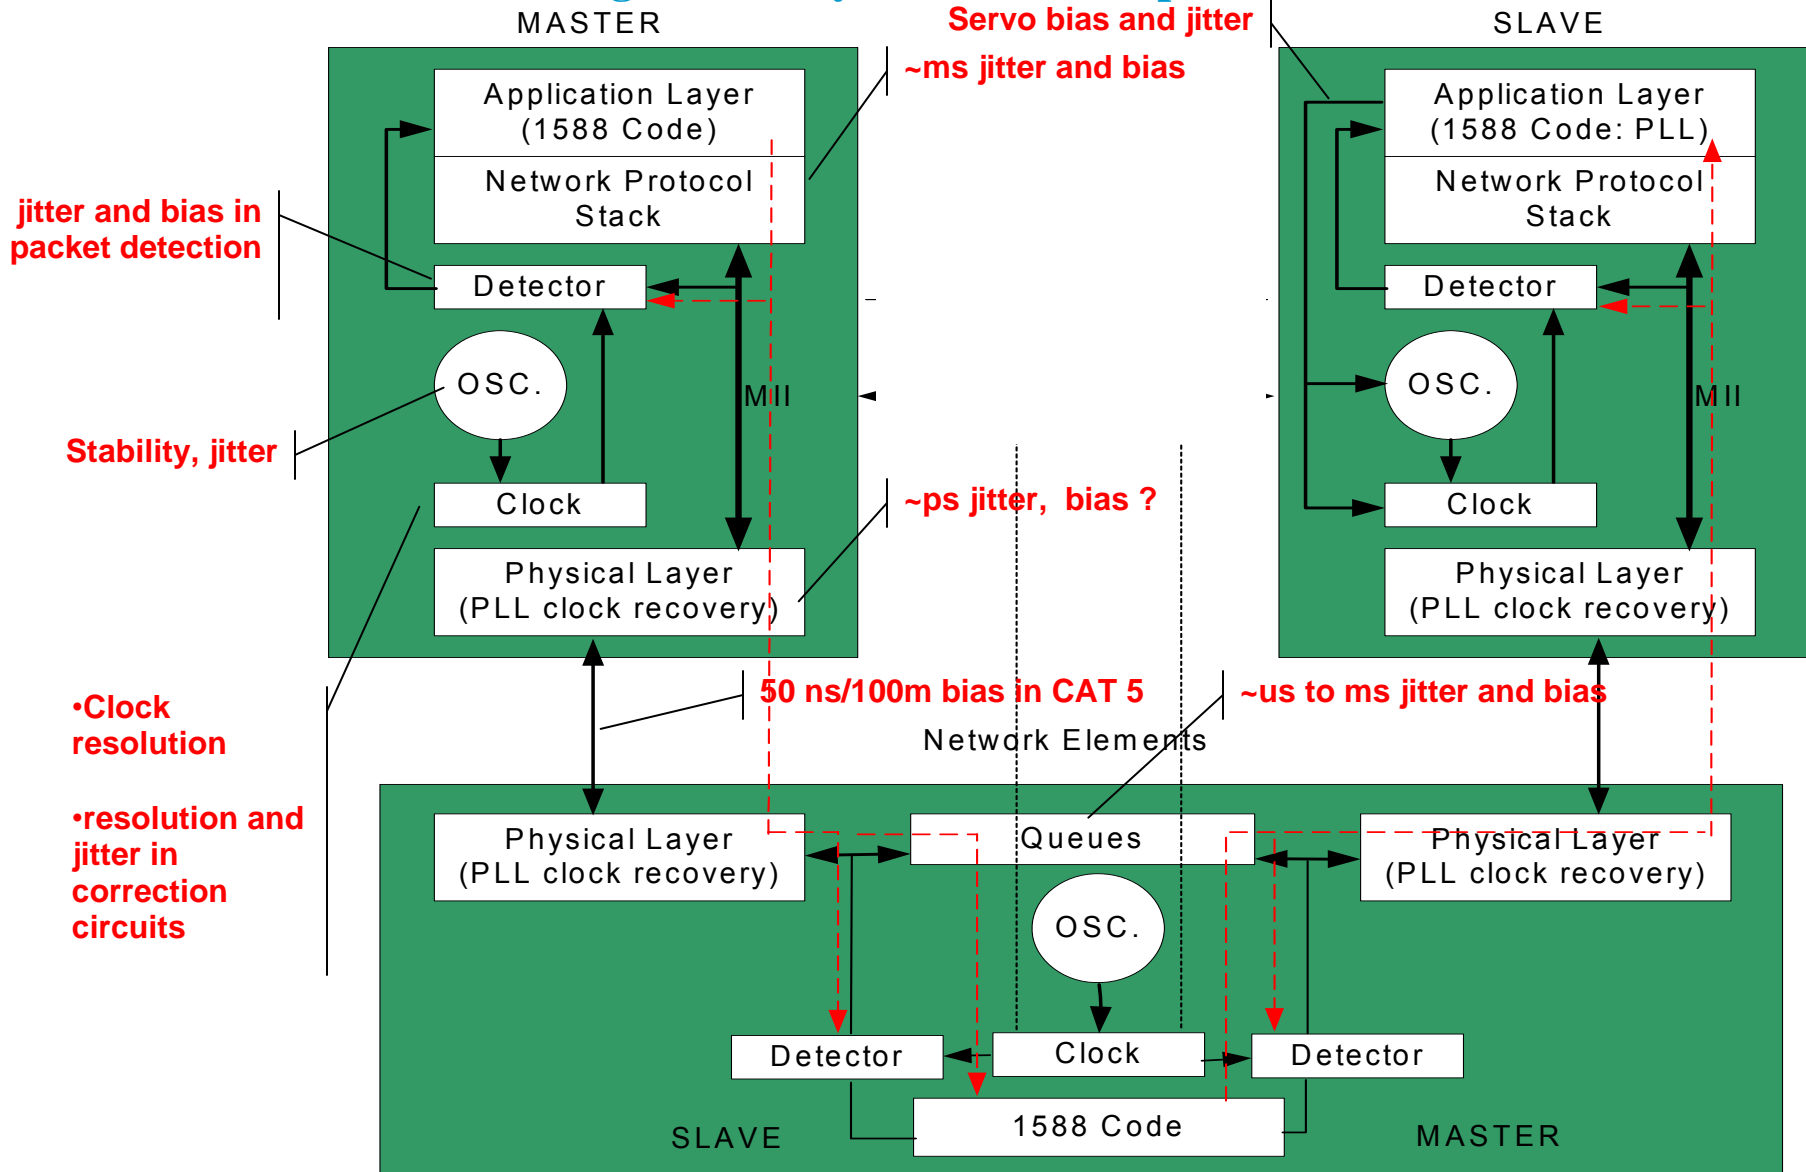 MASTER
Servo bias and jitter
SLAVE
~ms jitter and bias
Application Layer
(1588 Code)
Network Protocol
Stack
Application Layer
(1588 Code: PLL)
Network Protocol
Stack
jitter and bias in
packet detection
Detector
Detector
OSC.
MII
OSC.
MII
Stability, jitter
Clock
~ps jitter, bias ?
Clock
Physical Layer
(PLL clock recovery)
Physical Layer
(PLL clock recovery)
•Clock
resolution
50 ns/100m bias in CAT 5
~us to ms jitter and bias
Network Elements
•resolution and
jitter in
correction
circuits
Physical Layer
(PLL clock recovery)
Queues
Physical Layer
(PLL clock recovery)
OSC.
Detector
Clock
Detector
1588 Code
SLAVE
MASTER